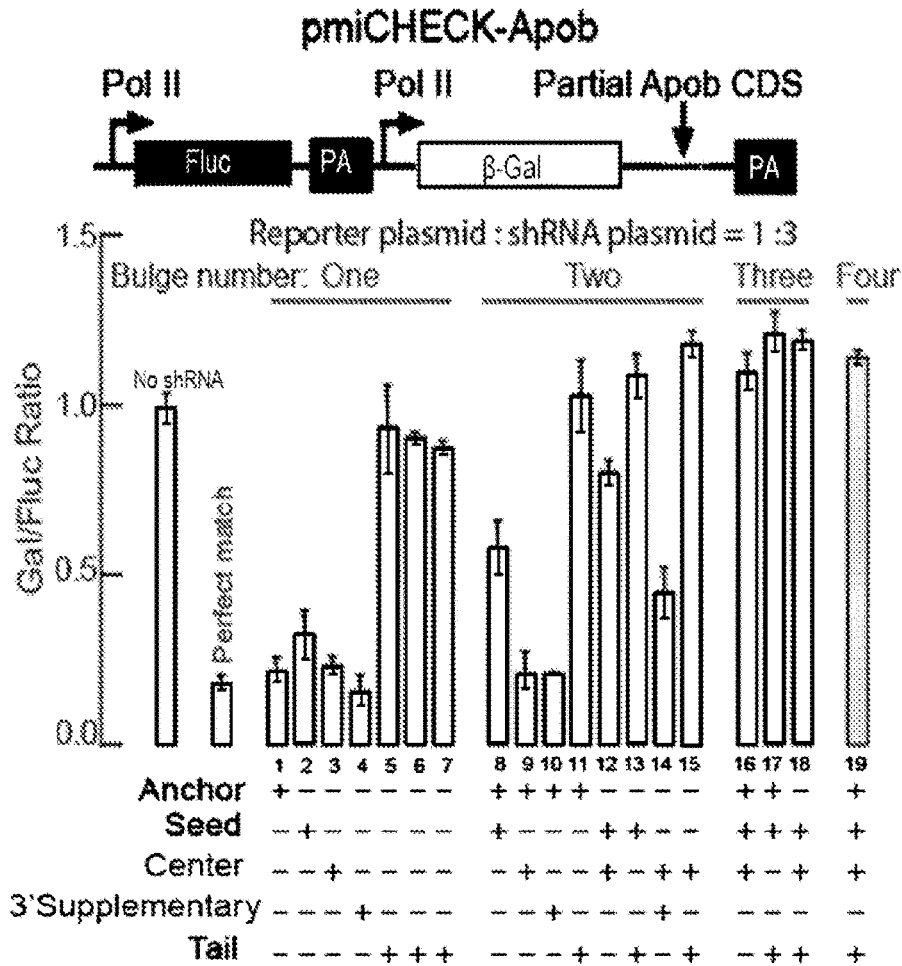 pmiCHECK-Apob
Pol II Pol II Partial Apob CDS
Fluc PA β-Gal PA
Reporter plasmid : shRNA plasmid = 1 :3
Bulge number: One Two Three Four
Gal/Fluc Ratio
1.5
1.0
0.5
0.0
No shRNA
Perfect match
1 2 3 4 5 6 7 8 9 10 11 12 13 14 15 16 17 18 19
Anchor + – – – – – – + + + + – – – – + + – +
Seed – + – – – – – + – – – + + – – + + + +
Center – – + – – – – – + – – + – + + + – + +
3`Supplementary – – – + – – – – – + – – – + – – – – –
Tail – – – – + + + – – – + – + – + – + + +